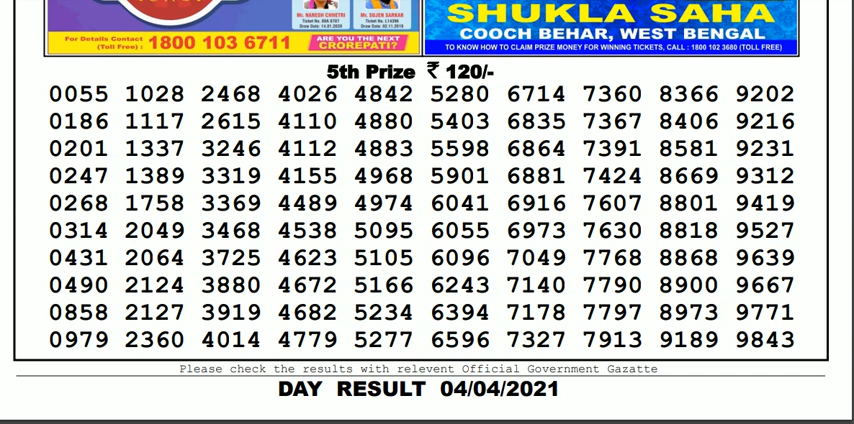 Mr. NARESH CHHETRI
Mr. SUJEN SARKAR
For Details Contact
(Toll Free) : 1800 103 6711
ARE YOU THE NEXT
CROREPATI?
SHUKLA SAHA
COOCH BEHAR, WEST BENGAL
TO KNOW HOW TO CLAIM PRIZE MONEY FOR WINNING TICKETS, CALL : 1800 102 3680 (TOLL FREE)
5th Prize ₹ 120/-
0055 1028 2468 4026 4842 5280 6714 7360 8366 9202
0186 1117 2615 4110 4880 5403 6835 7367 8406 9216
0201 1337 3246 4112 4883 5598 6864 7391 8581 9231
0247 1389 3319 4155 4968 5901 6881 7424 8669 9312
0268 1758 3369 4489 4974 6041 6916 7607 8801 9419
0314 2049 3468 4538 5095 6055 6973 7630 8818 9527
0431 2064 3725 4623 5105 6096 7049 7768 8868 9639
0490 2124 3880 4672 5166 6243 7140 7790 8900 9667
0858 2127 3919 4682 5234 6394 7178 7797 8973 9771
0979 2360 4014 4779 5277 6596 7327 7913 9189 9843
Please check the results with relevent Official Government Gazatte
DAY RESULT 04/04/2021